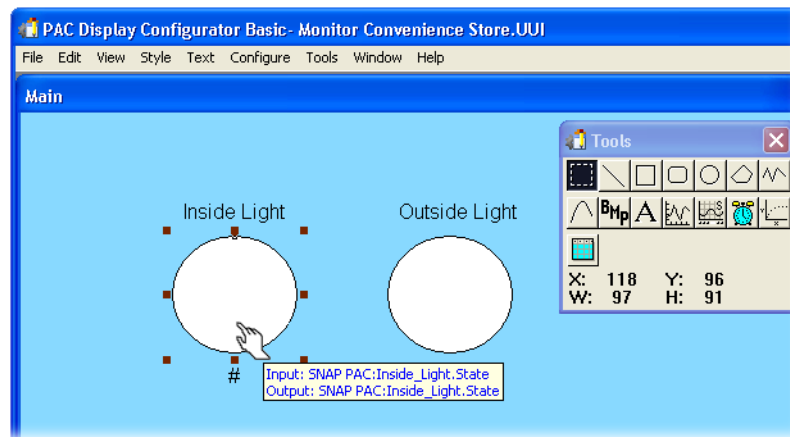 PAC Display Configurator Basic- Monitor Convenience Store.UUI
File Edit View Style Text Configure Tools Window Help
Main
Tools
BMp A
Inside Light
Outside Light
X: 118 Y: 96
W: 97 H: 91
#
Input: SNAP PAC:Inside_Light.State
Output: SNAP PAC:Inside_Light.State